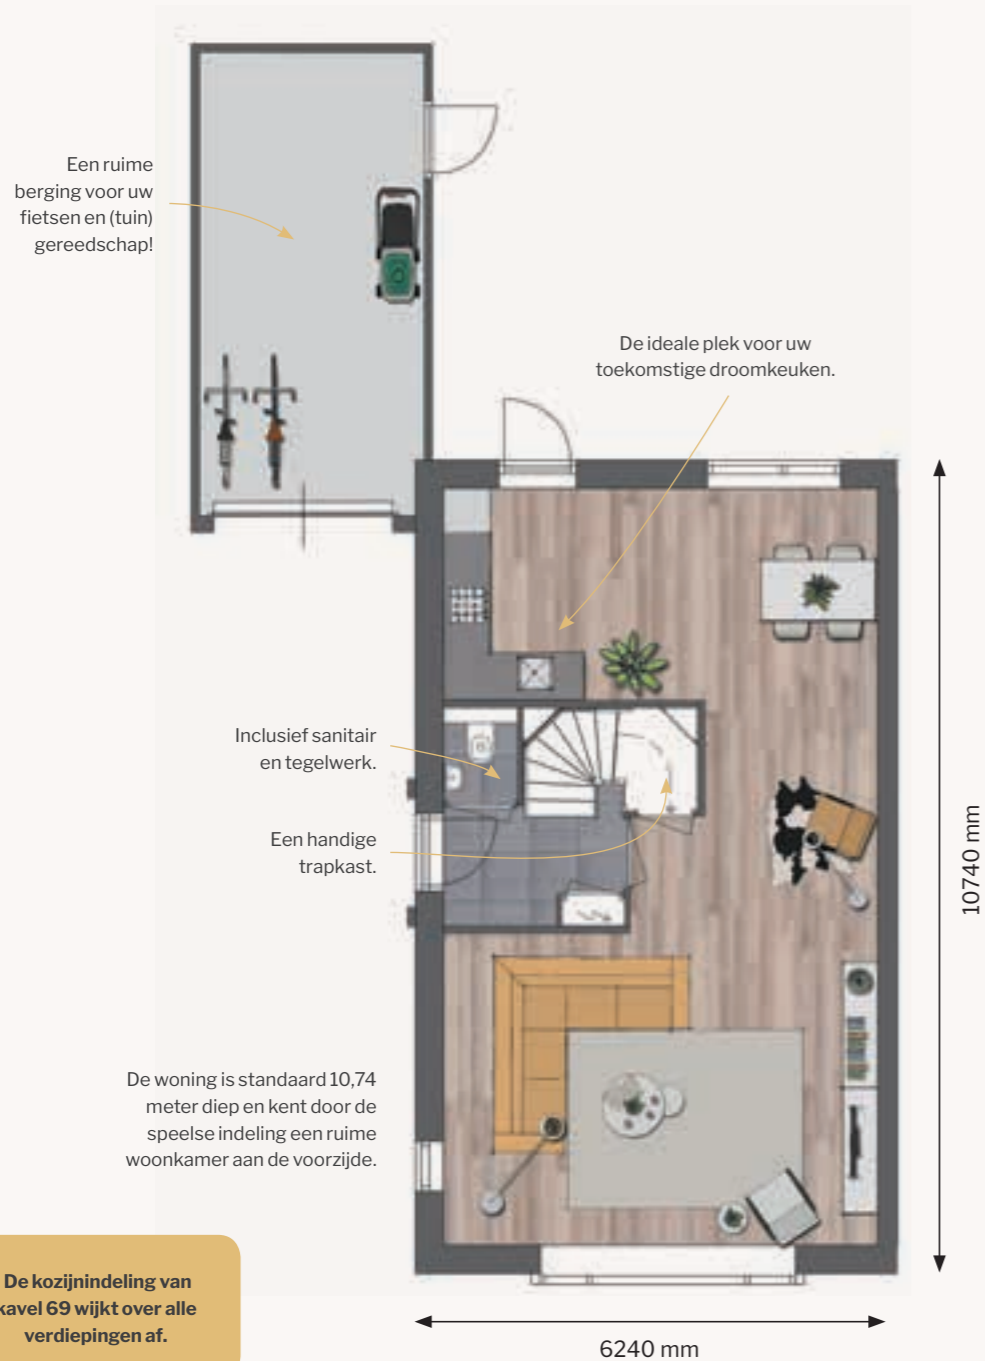 Een ruime
berging voor uw
fietsen en (tuin)
gereedschap!
De ideale plek voor uw
toekomstige droomkeuken.
Inclusief sanitair
en tegelwerk.
Een handige
trapkast.
10740 mm
De woning is standaard 10,74
meter diep en kent door de
speelse indeling een ruime
woonkamer aan de voorzijde.
De kozijnindeling van
kavel 69 wijkt over alle
verdiepingen af.
6240 mm